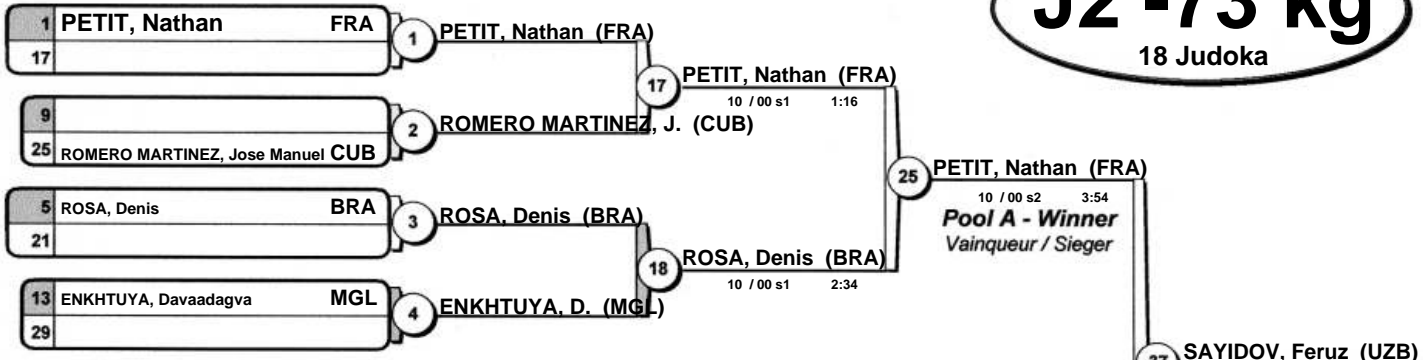 J2 -73 kg
18 Judoka
1 PETIT, Nathan FRA
17
1 PETIT, Nathan (FRA)
17 PETIT, Nathan (FRA)
10 / 00 s1 1:16
9
25 ROMERO MARTINEZ, Jose Manuel CUB
2 ROMERO MARTINEZ, J. (CUB)
25 PETIT, Nathan (FRA)
10 / 00 s2 3:54
Pool A - Winner
Vainqueur / Sieger
5 ROSA, Denis BRA
21
3 ROSA, Denis (BRA)
18 ROSA, Denis (BRA)
10 / 00 s1 2:34
13 ENKHTUYA, Davaadagva MGL
29
4 ENKHTUYA, D. (MGL)
SAYIDOV, Feruz (UZB)